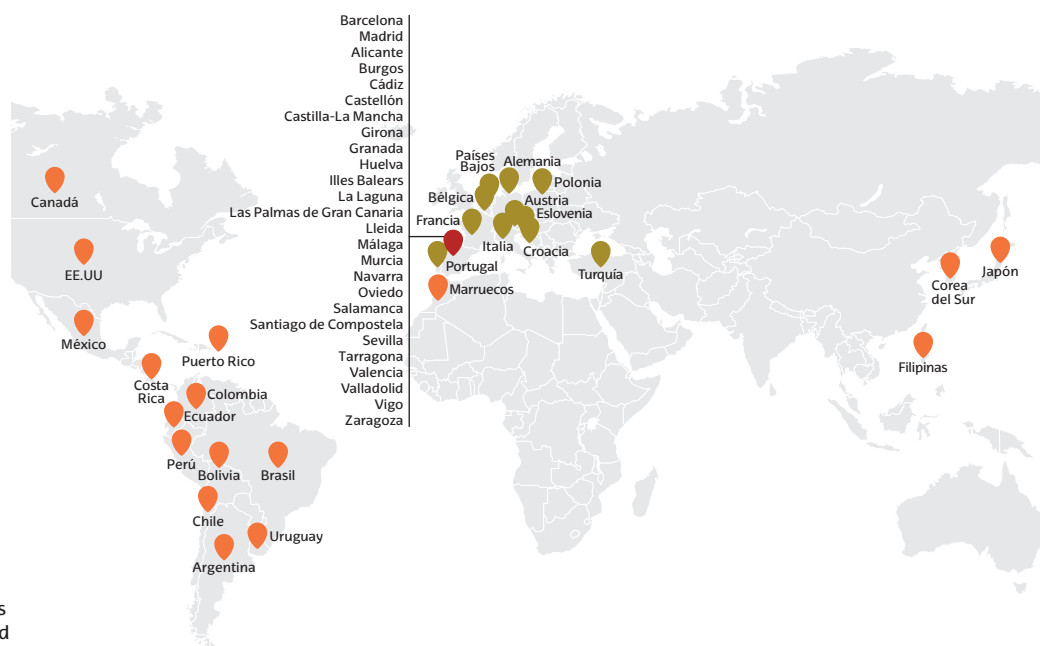 Barcelona
Madrid
Alicante
Burgos
Cádiz
Castellón
Castilla-La Mancha
Girona
Granada
Huelva
Illes Balears
La Laguna
Las Palmas de Gran Canaria
Lleida
Málaga
Murcia
Navarra
Oviedo
Salamanca
Santiago de Compostela
Sevilla
Tarragona
Valencia
Valladolid
Vigo
Zaragoza
Canadá
EE.UU
México
Puerto Rico
Costa
Rica
Colombia
Ecuador
Perú
Bolivia
Brasil
Chile
Uruguay
Argentina
Países
Bajos
Alemania
Polonia
Bélgica
Austria
Eslovenia
Francia
Italia
Croacia
Portugal
Turquía
Marruecos
Japón
Corea
del Sur
Filipinas
s
d